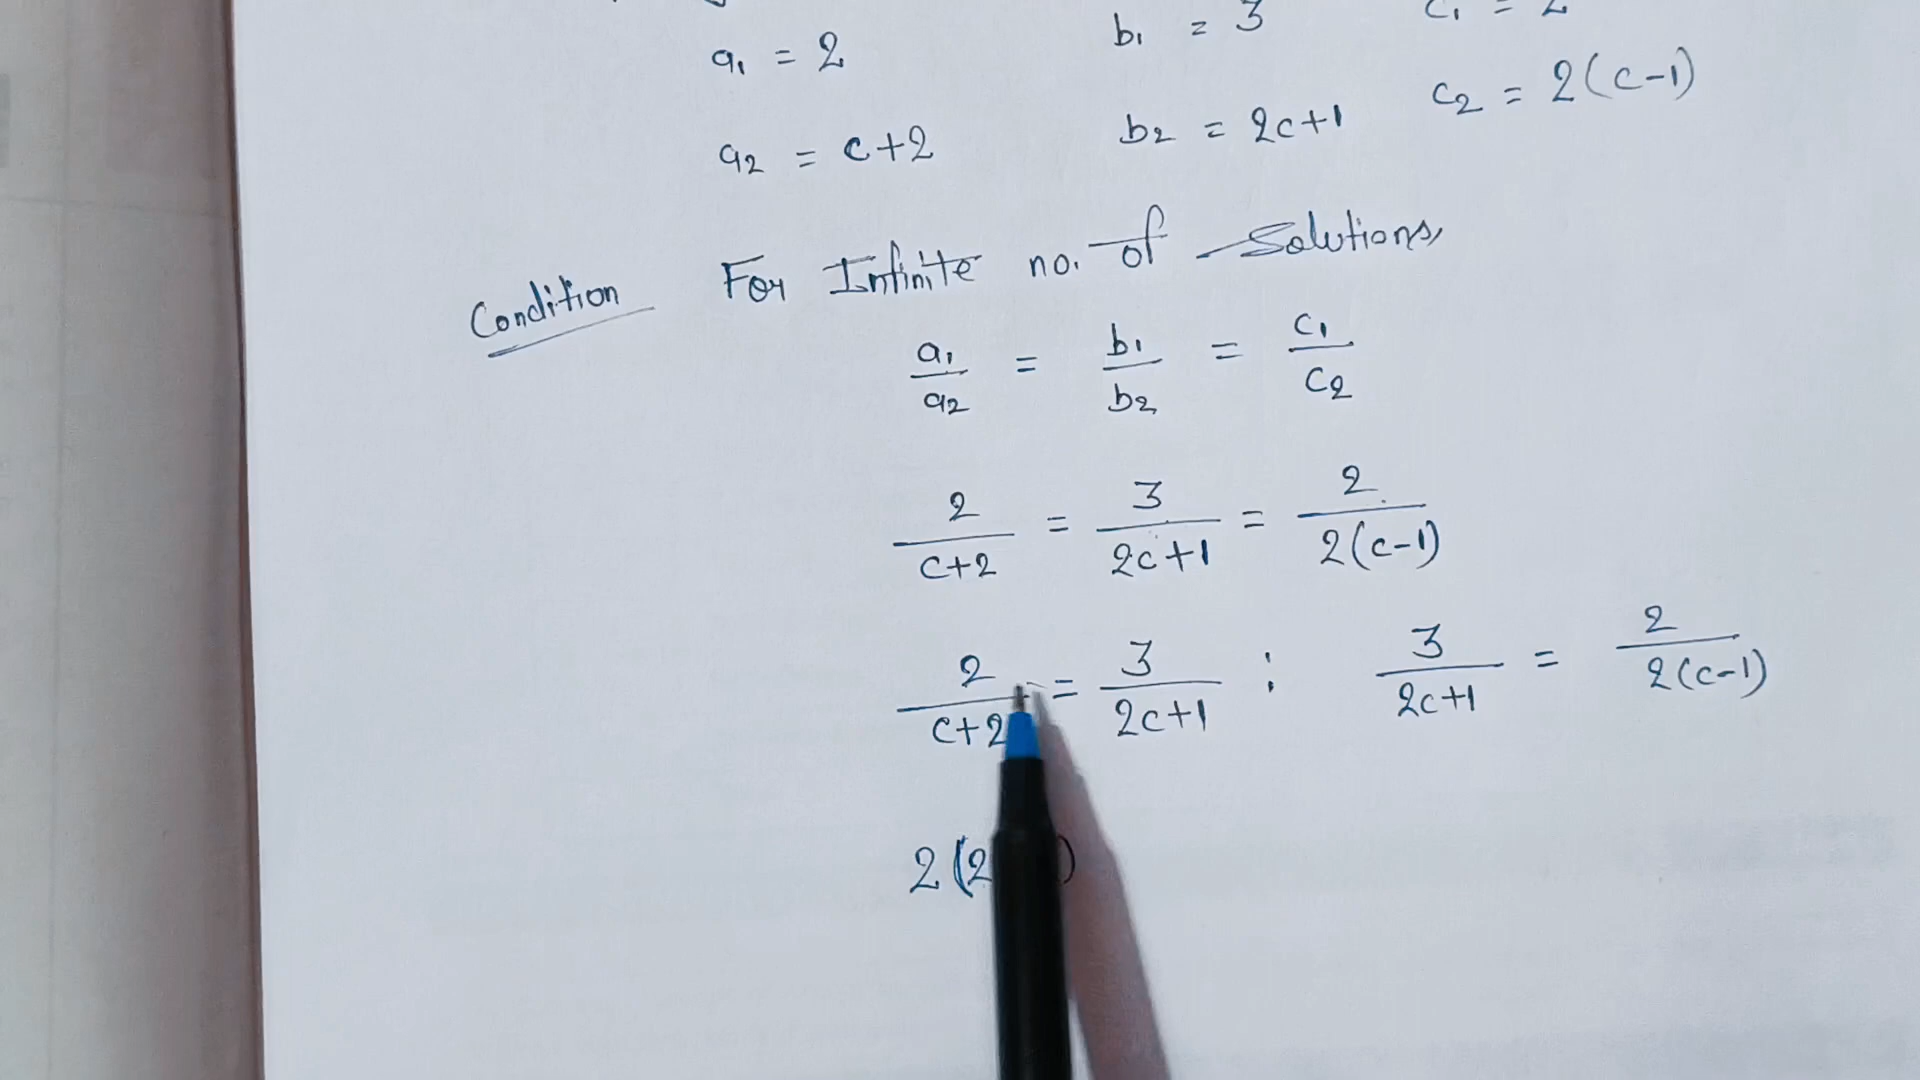 a₁ = 2 b₁ = 3 c₁ = 2
a₂ = c+2 b₂ = 2c+1 c₂ = 2(c-1)
Condition For Infinite no. of Solutions,
a₁/a₂ = b₁/b₂ = c₁/c₂
2/(c+2) = 3/(2c+1) = 2/(2(c-1))
2/(c+2) = 3/(2c+1) ; 3/(2c+1) = 2/(2(c-1))
2(2 )